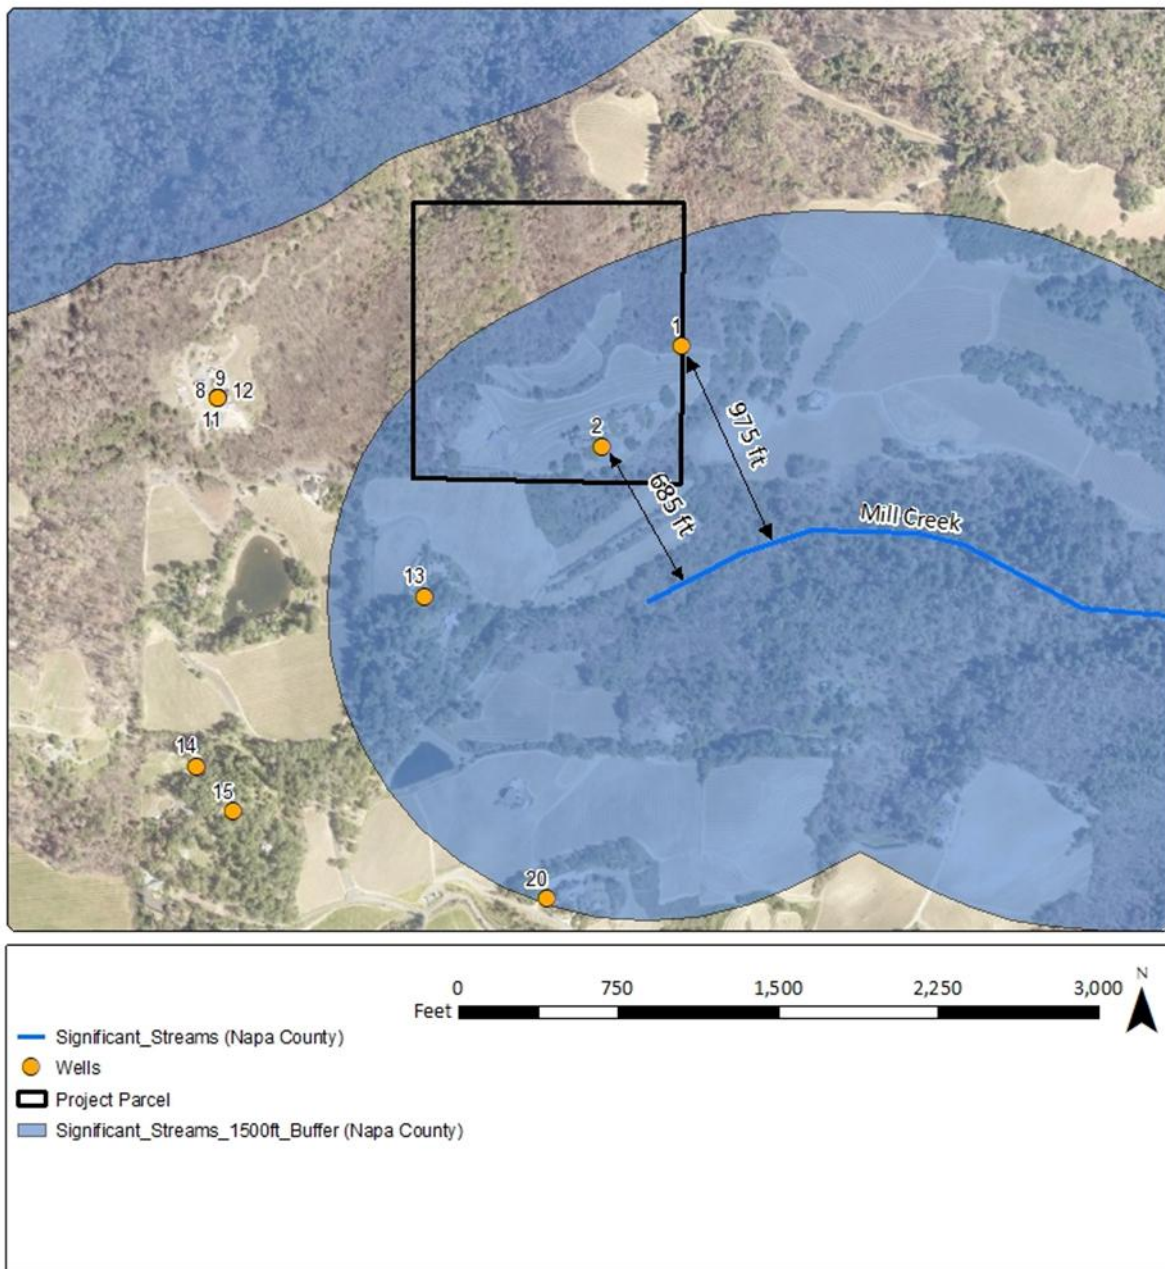 1
975 ft
9
8 12
11
2
685 ft
Mill Creek
13
14
15
20
N
0 750 1,500 2,250 3,000
Feet
Significant_Streams (Napa County)
Wells
Project Parcel
Significant_Streams_1500ft_Buffer (Napa County)